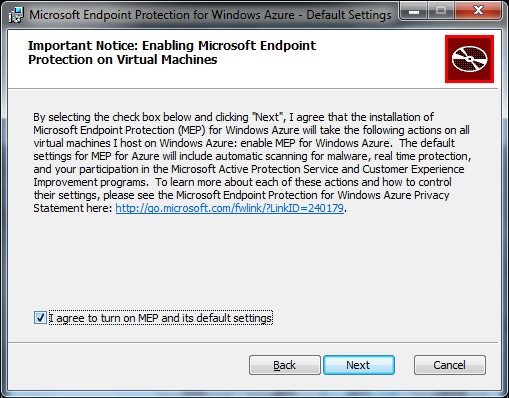 Microsoft Endpoint Protection for Windows Azure - Default Settings
Important Notice: Enabling Microsoft Endpoint
Protection on Virtual Machines
By selecting the check box below and clicking "Next", I agree that the installation of
Microsoft Endpoint Protection (MEP) for Windows Azure will take the following actions on all
virtual machines I host on Windows Azure: enable MEP for Windows Azure.  The default
settings for MEP for Azure will include automatic scanning for malware, real time protection,
and your participation in the Microsoft Active Protection Service and Customer Experience
Improvement programs.  To learn more about each of these actions and how to control
their settings, please see the Microsoft Endpoint Protection for Windows Azure Privacy
Statement here: http://go.microsoft.com/fwlink/?LinkID=240179.
I agree to turn on MEP and its default settings
Back
Next
Cancel